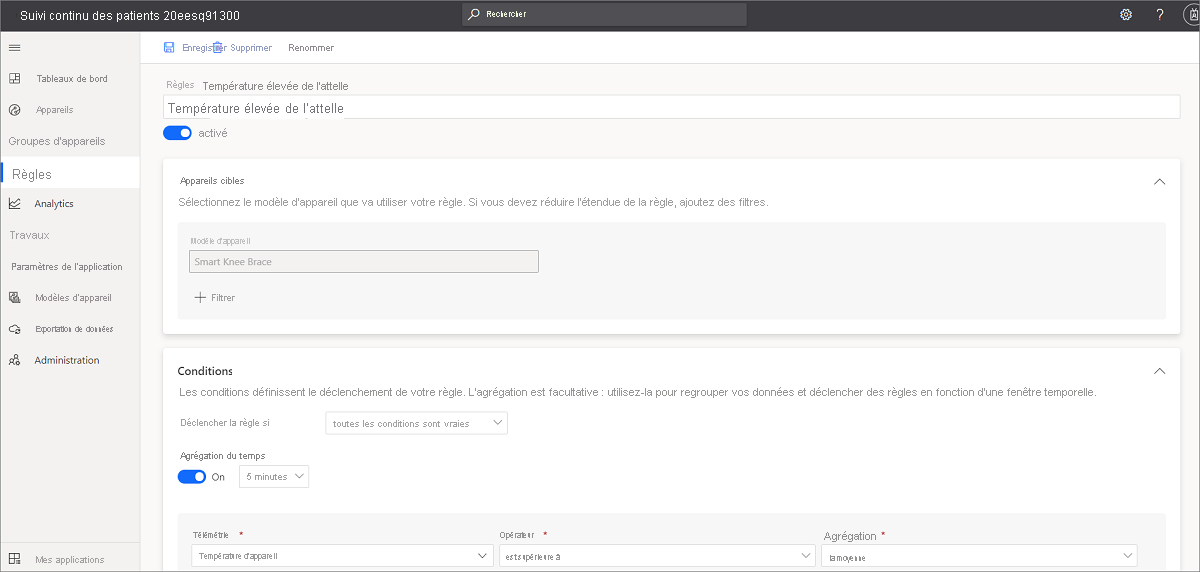 Suivi continu des patients 20eesq91300
Rechercher
?
Enregistrer Supprimer Renommer
Tableaux de bord
Appareils
Groupes d'appareils
Règles
Analytics
Travaux
Paramètres de l'application
Modèles d'appareil
Exportation de données
Administration
Mes applications
Règles Température élevée de l'attelle
Température élevée de l'attelle
activé
Appareils cibles
Sélectionnez le modèle d'appareil que va utiliser votre règle. Si vous devez réduire l'étendue de la règle, ajoutez des filtres.
Modèle d'appareil
Smart Knee Brace
Filtrer
Conditions
Les conditions définissent le déclenchement de votre règle. L'agrégation est facultative : utilisez-la pour regrouper vos données et déclencher des règles en fonction d'une fenêtre temporelle.
Déclencher la règle si toutes les conditions sont vraies
Agrégation du temps
On 5 minutes
Télémétrie * Opérateur * Agrégation *
Température d'appareil est supérieure à la moyenne